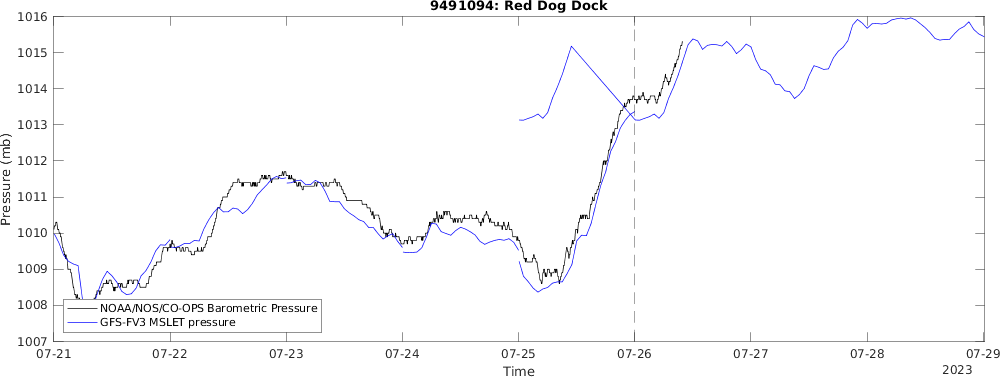 9491094: Red Dog Dock
1016
1015
1014
1013
1012
1011
1010
1009
1008
1007
Pressure (mb)
NOAA/NOS/CO-OPS Barometric Pressure
GFS-FV3 MSLET pressure
07-21 07-22 07-23 07-24 07-25 07-26 07-27 07-28 07-29
Time
2023